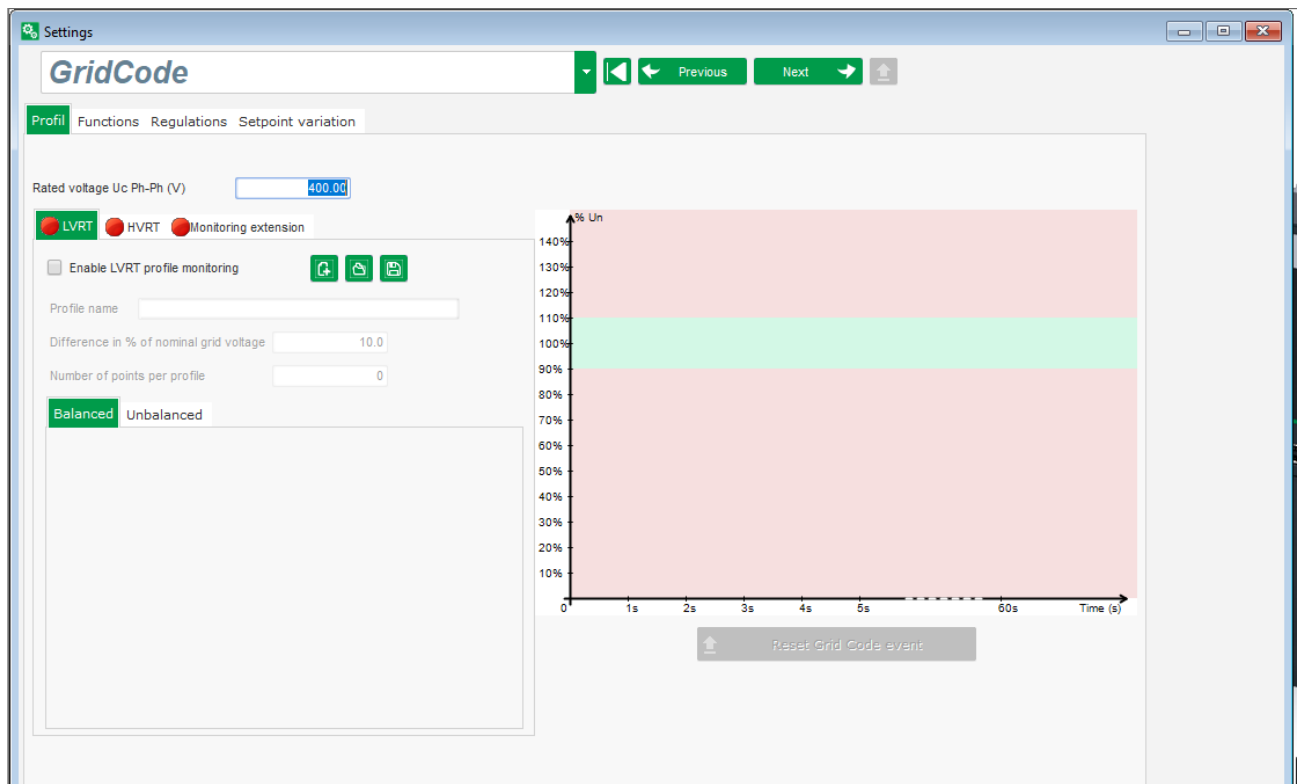 Settings
GridCode
Previous
Next
Profil Functions Regulations Setpoint variation
Rated voltage Uc Ph-Ph (V) 400.00
LVRT HVRT Monitoring extension
Enable LVRT profile monitoring
Profile name
Difference in % of nominal grid voltage 10.0
Number of points per profile 0
Balanced Unbalanced
% Un
140%
130%
120%
110%
100%
90%
80%
70%
60%
50%
40%
30%
20%
10%
0 1s 2s 3s 4s 5s 60s Time (s)
Reset Grid Code event